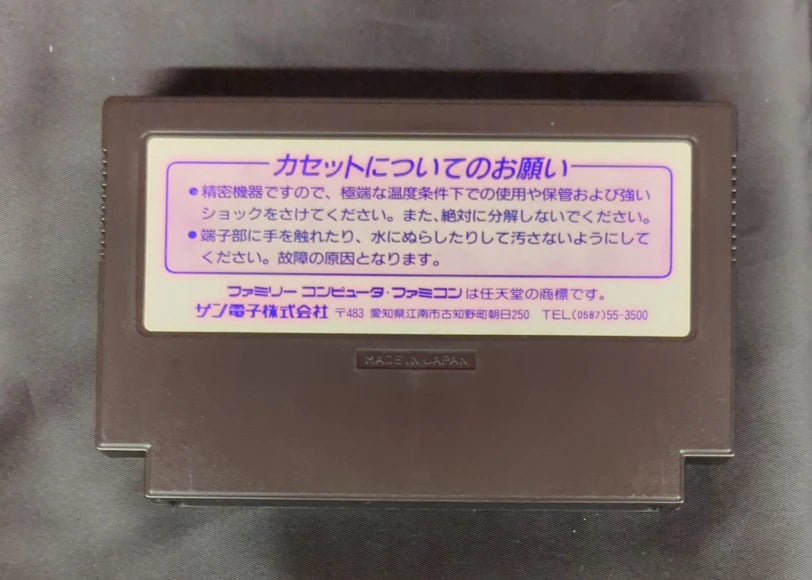 カセットについてのお願い
●精密機器ですので、極端な温度条件下での使用や保管および強い
ショックをさけてください。また、絶対に分解しないでください。
●端子部に手を触れたり、水にぬらしたりして汚さないようにして
ください。故障の原因となります。
ファミリーコンピュータ・ファミコンは任天堂の商標です。
サン電子株式会社 〒483 愛知県江南市古知野町朝日250 TEL(0587)55-3500
MADE IN JAPAN